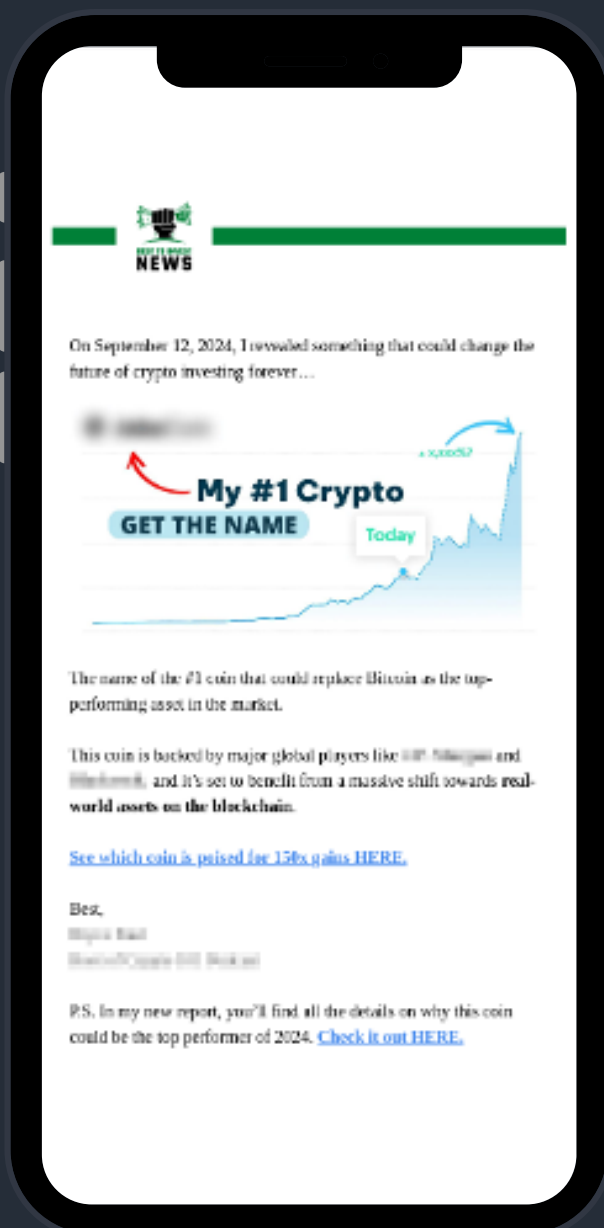 NEWS
On September 12, 2024, I revealed something that could change the
future of crypto investing forever…
My #1 Crypto
GET THE NAME
Today
The name of the #1 coin that could replace Bitcoin as the top-
performing asset in the market.
This coin is backed by major global players like and
and it's set to benefit from a massive shift towards real-
world assets on the blockchain.
See which coin is poised for 150x gains HERE.
Best,
P.S. In my new report, you'll find all the details on why this coin
could be the top performer of 2024. Check it out HERE.